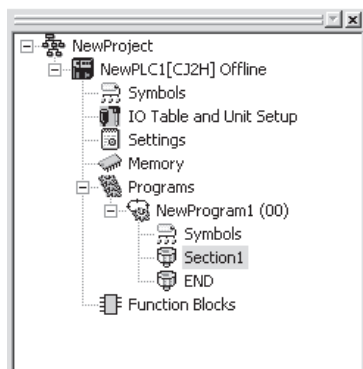 NewProject
NewPLC1[CJ2H] Offline
Symbols
IO Table and Unit Setup
Settings
Memory
Programs
NewProgram1 (00)
Symbols
Section1
END
Function Blocks